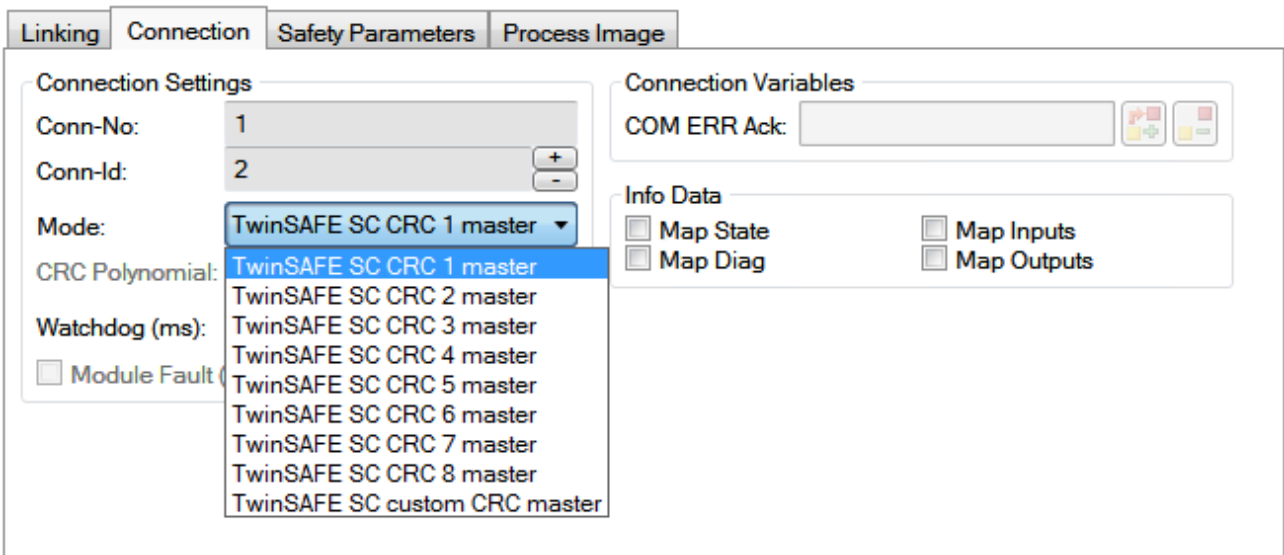 Linking Connection Safety Parameters Process Image
Connection Settings
Conn-No: 1
Conn-Id: 2
+
-
Mode: TwinSAFE SC CRC 1 master
CRC Polynomial:
Watchdog (ms):
Module Fault (
TwinSAFE SC CRC 1 master
TwinSAFE SC CRC 2 master
TwinSAFE SC CRC 3 master
TwinSAFE SC CRC 4 master
TwinSAFE SC CRC 5 master
TwinSAFE SC CRC 6 master
TwinSAFE SC CRC 7 master
TwinSAFE SC CRC 8 master
TwinSAFE SC custom CRC master
Connection Variables
COM ERR Ack:
Info Data
Map State Map Inputs
Map Diag Map Outputs